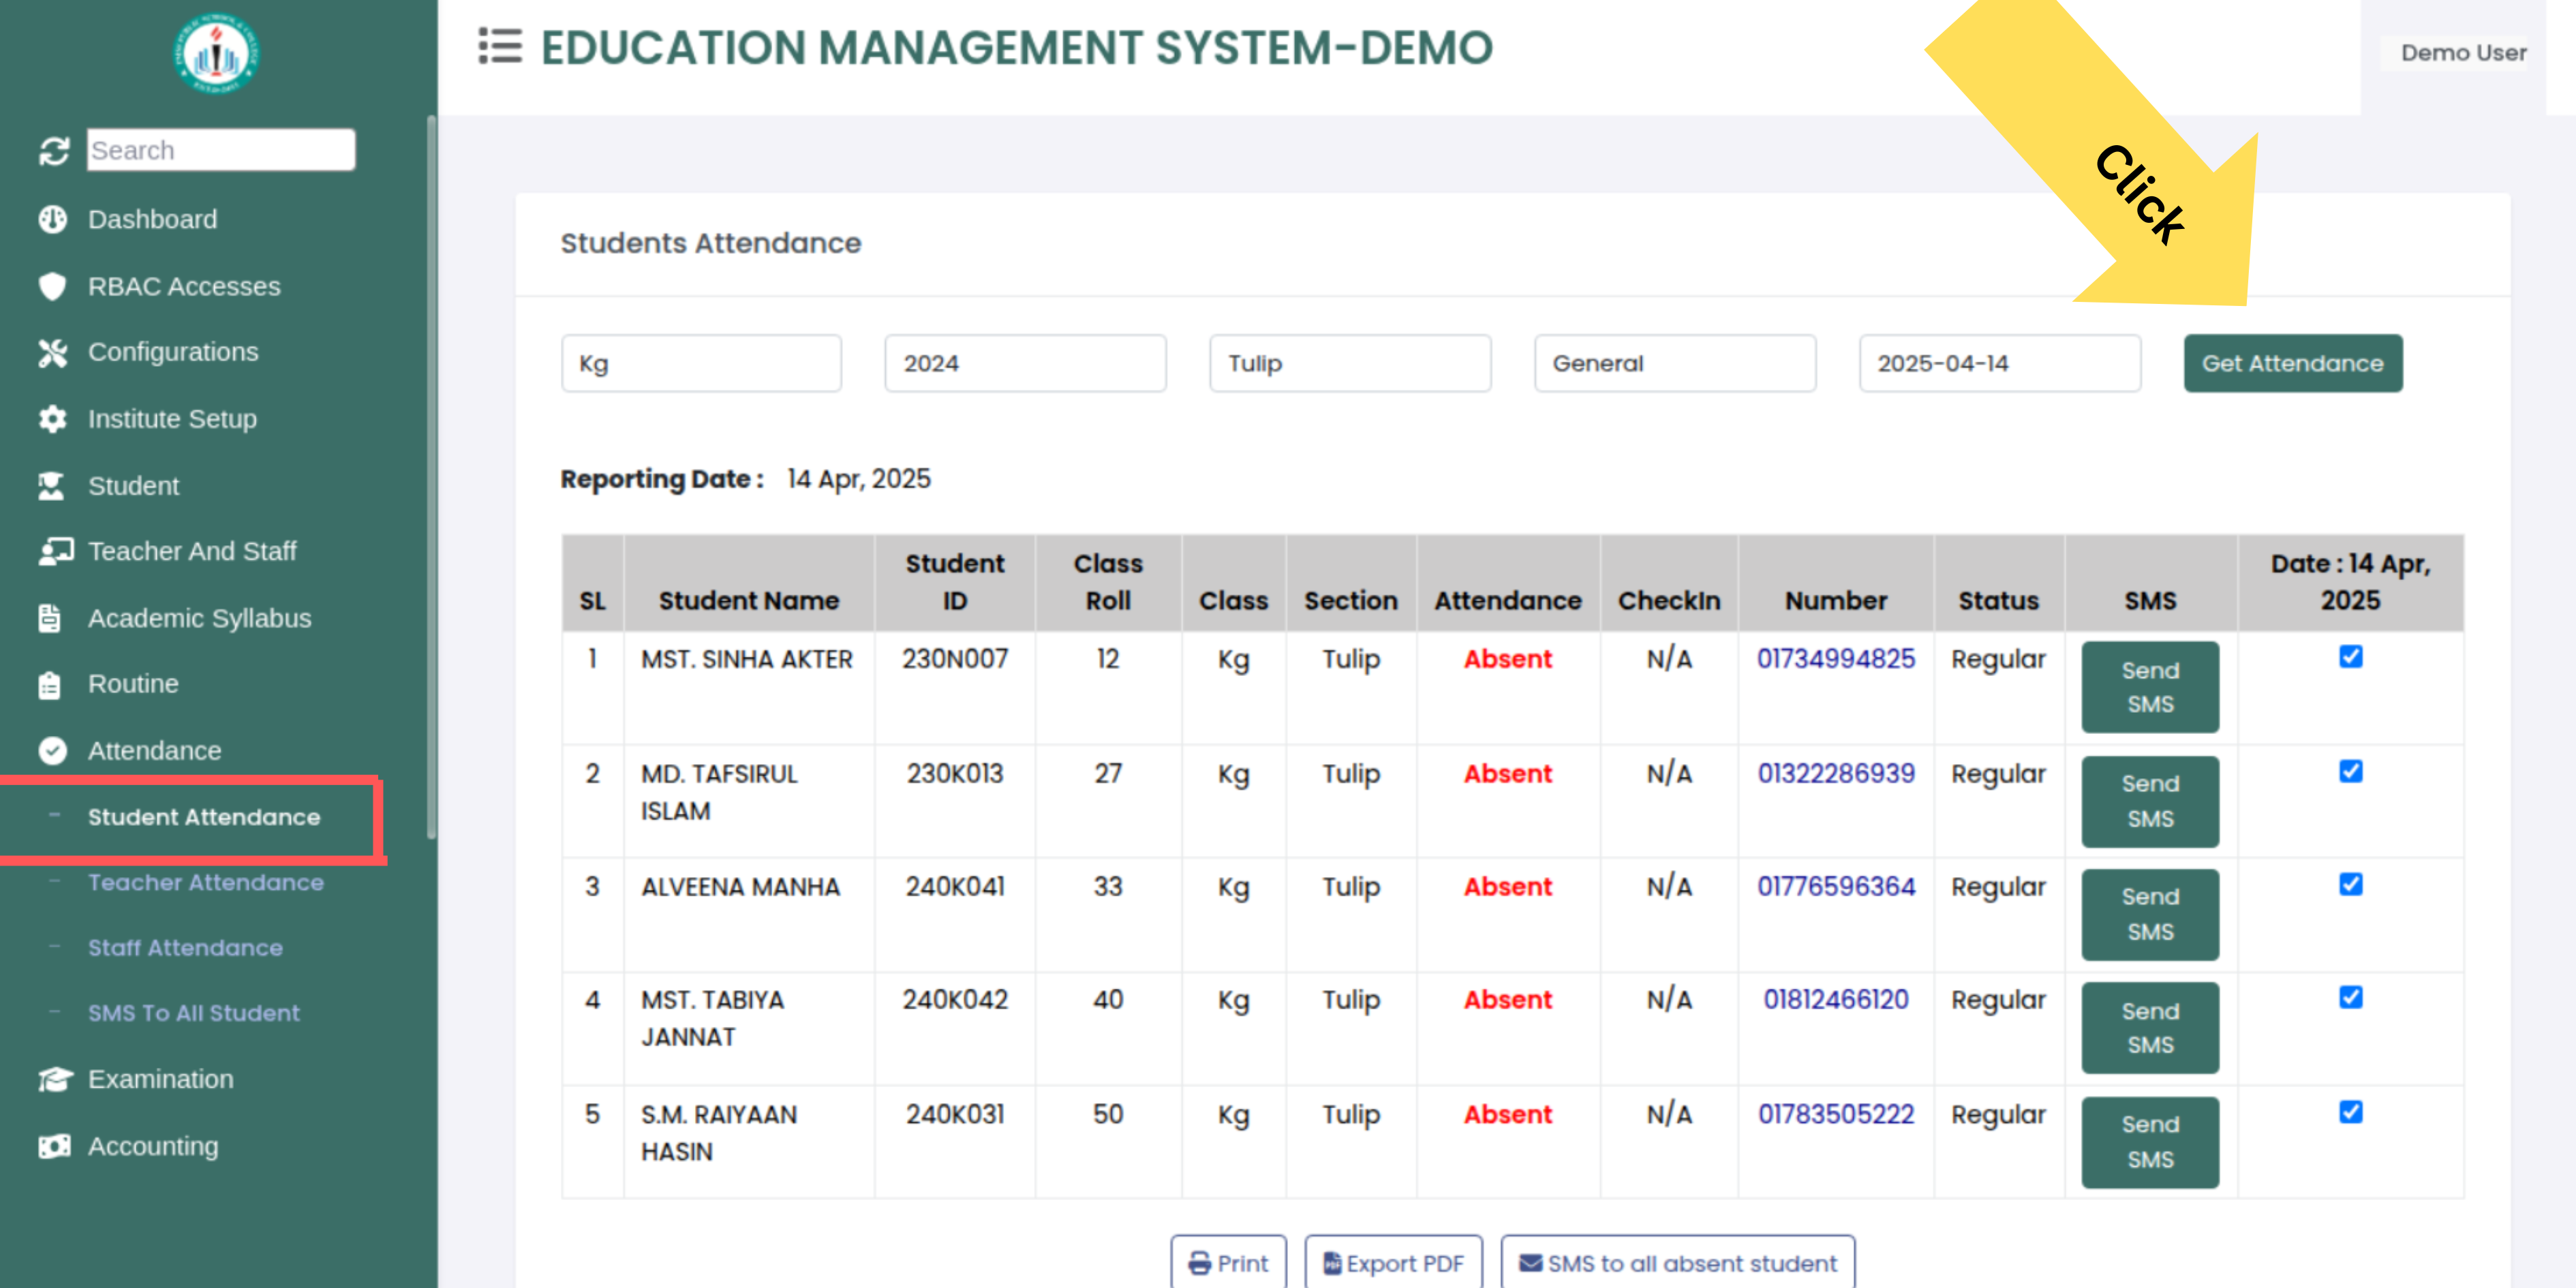 EDUCATION MANAGEMENT SYSTEM-DEMO
Demo User
Search
Dashboard
RBAC Accesses
Configurations
Institute Setup
Student
Teacher And Staff
Academic Syllabus
Routine
Attendance
- Student Attendance
- Teacher Attendance
- Staff Attendance
- SMS To All Student
Examination
Accounting
Click
Students Attendance
Kg 2024 Tulip General 2025-04-14 Get Attendance
Reporting Date : 14 Apr, 2025
SL Student Name Student ID Class Roll Class Section Attendance CheckIn Number Status SMS Date : 14 Apr, 2025
1 MST. SINHA AKTER 230N007 12 Kg Tulip Absent N/A 01734994825 Regular Send SMS
2 MD. TAFSIRUL ISLAM 230K013 27 Kg Tulip Absent N/A 01322286939 Regular Send SMS
3 ALVEENA MANHA 240K041 33 Kg Tulip Absent N/A 01776596364 Regular Send SMS
4 MST. TABIYA JANNAT 240K042 40 Kg Tulip Absent N/A 01812466120 Regular Send SMS
5 S.M. RAIYAAN HASIN 240K031 50 Kg Tulip Absent N/A 01783505222 Regular Send SMS
Print Export PDF SMS to all absent student